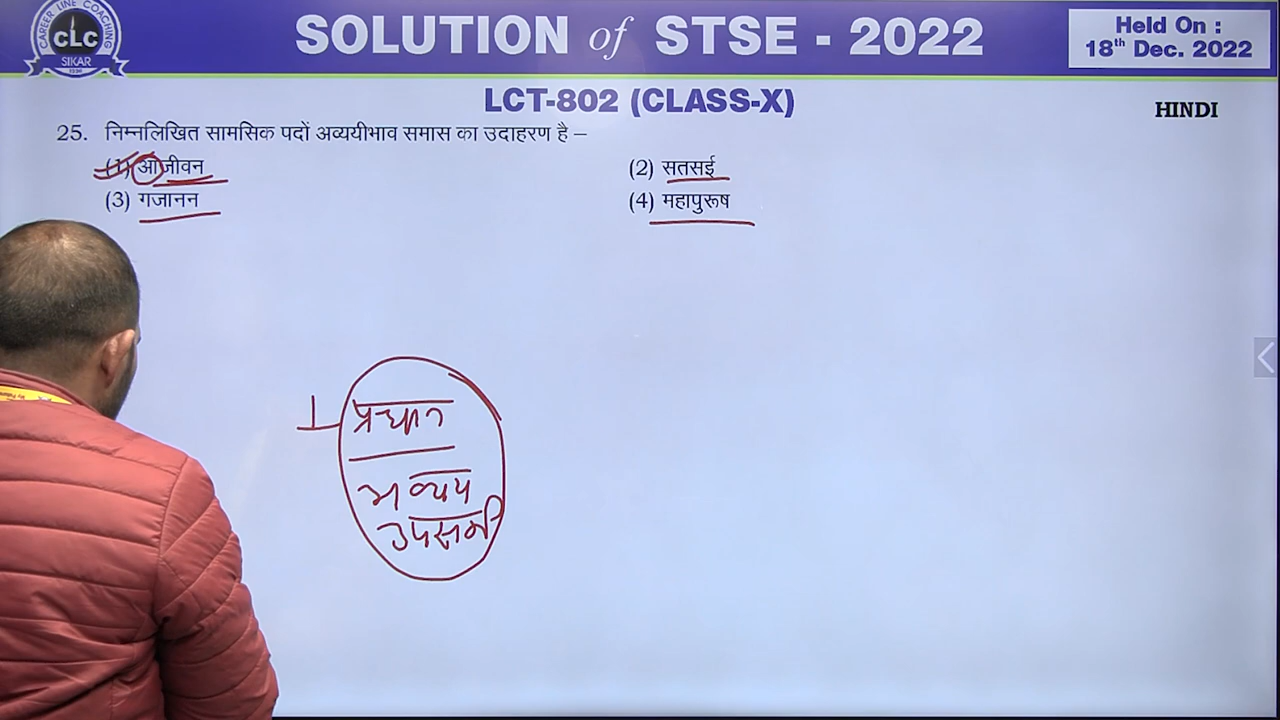 CAREER LINE COACHING
CLC
SIKAR
SOLUTION of STSE - 2022
Held On :
18th Dec. 2022
LCT-802 (CLASS-X)
HINDI
25. निम्नलिखित सामसिक पदों अव्ययीभाव समास का उदाहरण है –
(1) आजीवन
(2) सतसई
(3) गजानन
(4) महापुरूष
प्रधान
अव्यय
उपसर्ग